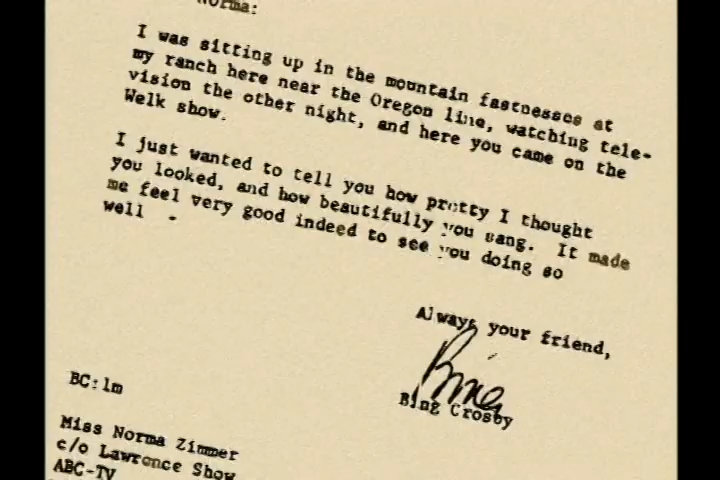 Norma:
I was sitting up in the mountain fastnesses at
my ranch here near the Oregon line, watching tele-
vision the other night, and here you came on the
Welk show.
I just wanted to tell you how pretty I thought
you looked, and how beautifully you sang. It made
me feel very good indeed to see you doing so
well -
Always your friend,
Bing
Bing Crosby
BC:lm
Miss Norma Zimmer
c/o Lawrence Show
ABC-TV